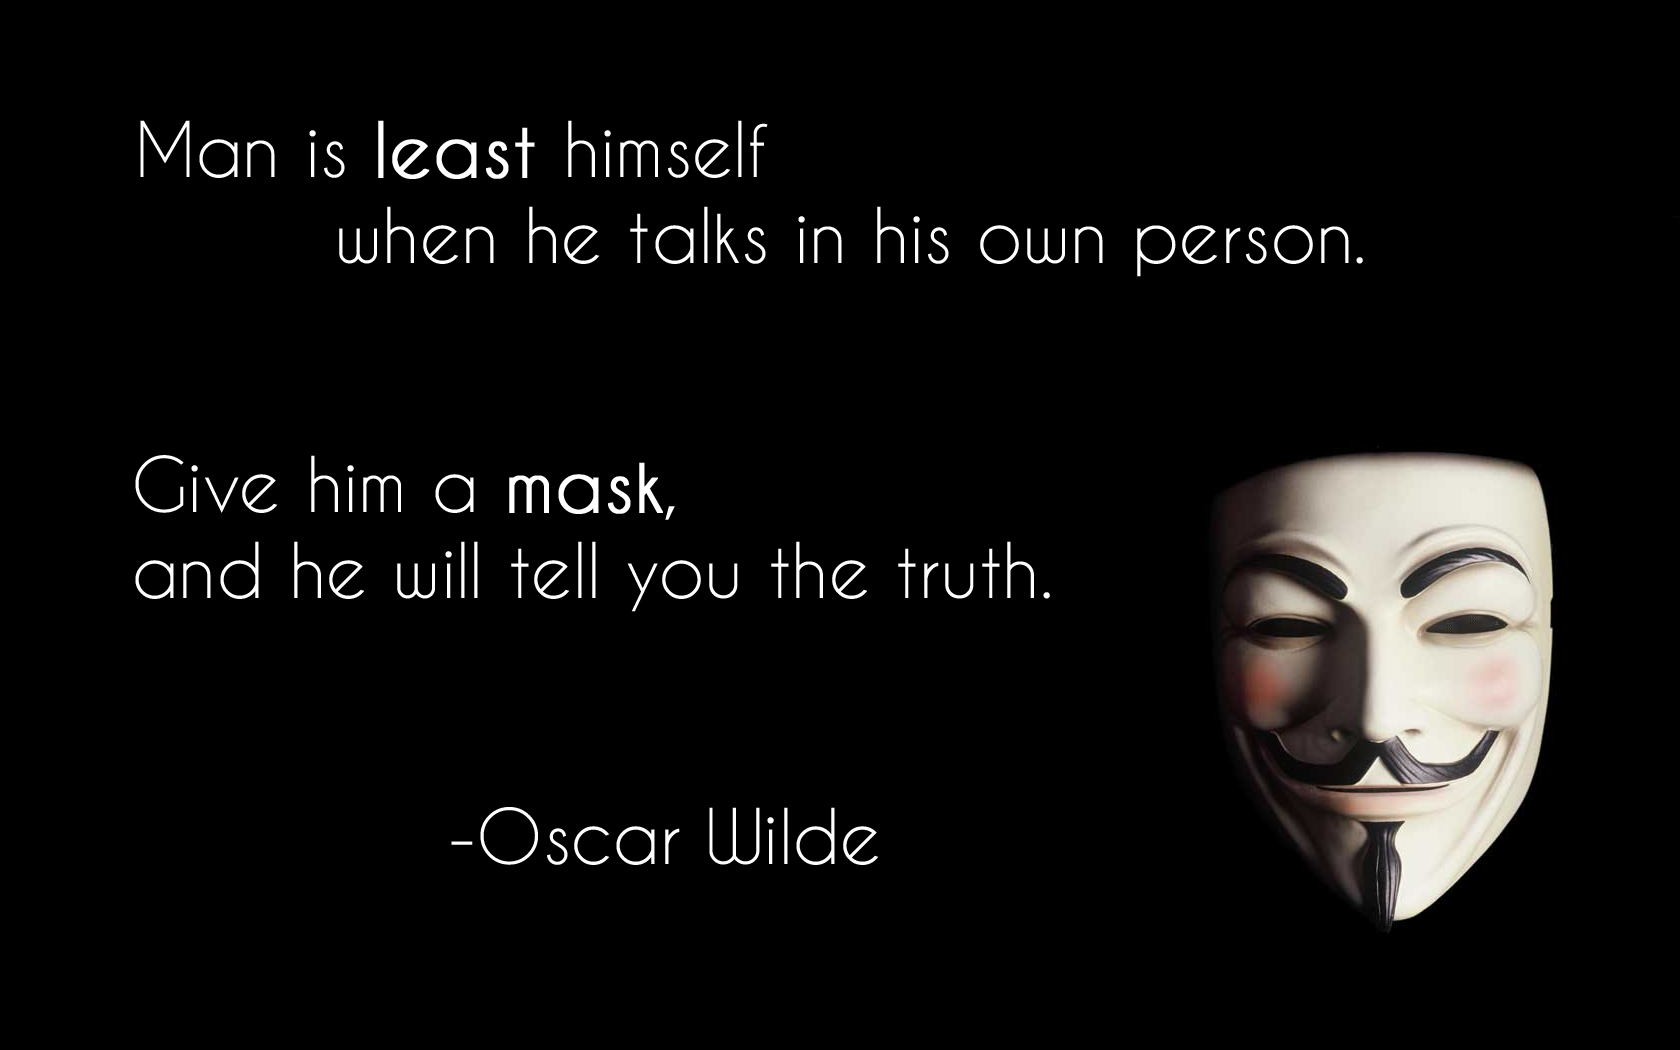 Man is least himself
when he talks in his own person.
Give him a mask,
and he will tell you the truth.
-Oscar Wilde